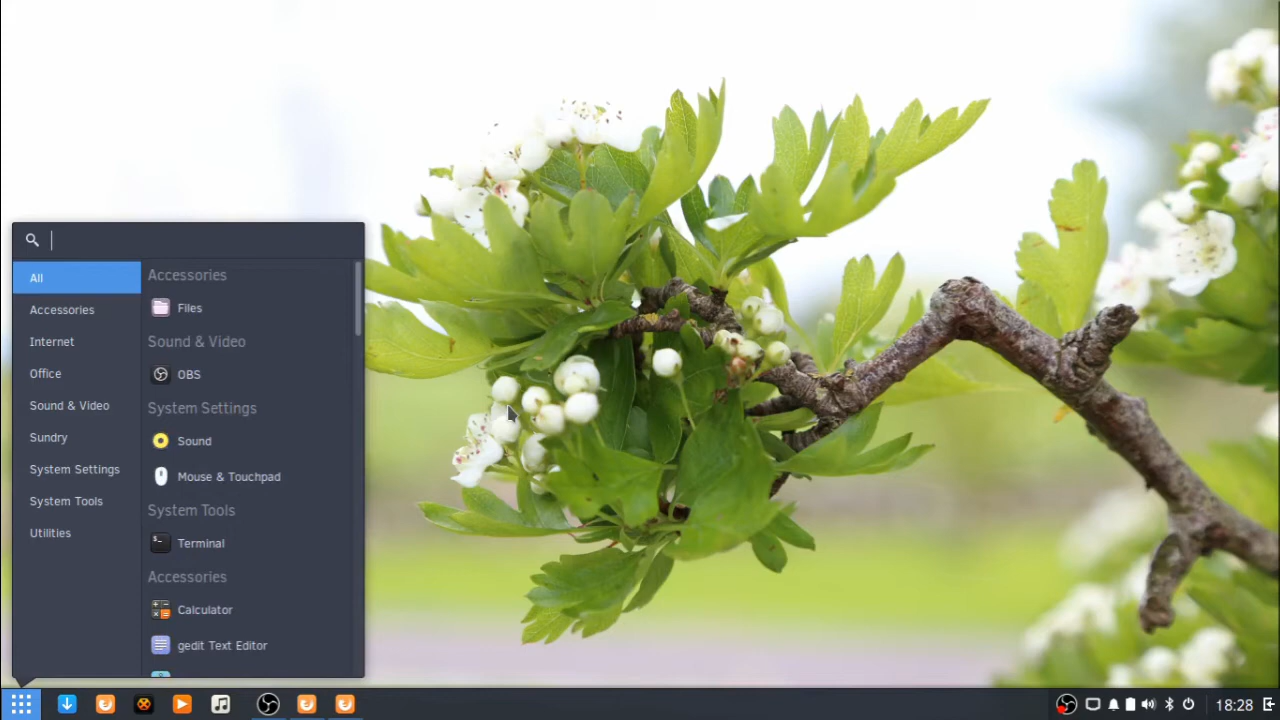 All
Accessories
Internet
Office
Sound & Video
Sundry
System Settings
System Tools
Utilities
Accessories
Files
Sound & Video
OBS
System Settings
Sound
Mouse & Touchpad
System Tools
Terminal
Accessories
Calculator
gedit Text Editor
18:28